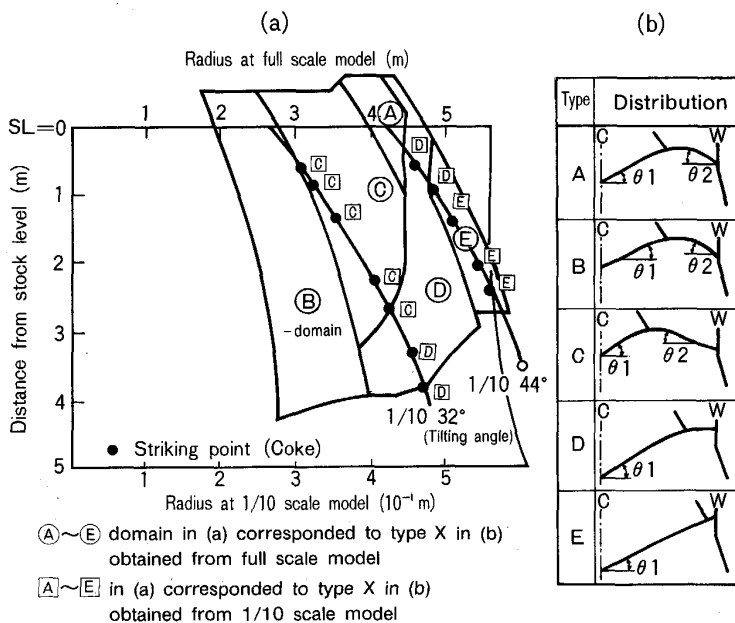 (a)
Radius at full scale model (m)
1 2 3 4 5
SL=0
1
2
3
4
5
Distance from stock level (m)
A
B
-domain
C
D
E
C
C
C
C
C
D
D
D
D
E
E
E
1/10 44°
1/10 32°
(Tilting angle)
● Striking point (Coke)
1 2 3 4 5 6
Radius at 1/10 scale model (10⁻¹ m)
Ⓐ~Ⓔ domain in (a) corresponded to type X in (b)
obtained from full scale model
🄰~🄴 in (a) corresponded to type X in (b)
obtained from 1/10 scale model
(b)
Type Distribution
A C W θ1 θ2
B C W θ1 θ2
C C W θ1 θ2
D C W θ1
E C W θ1